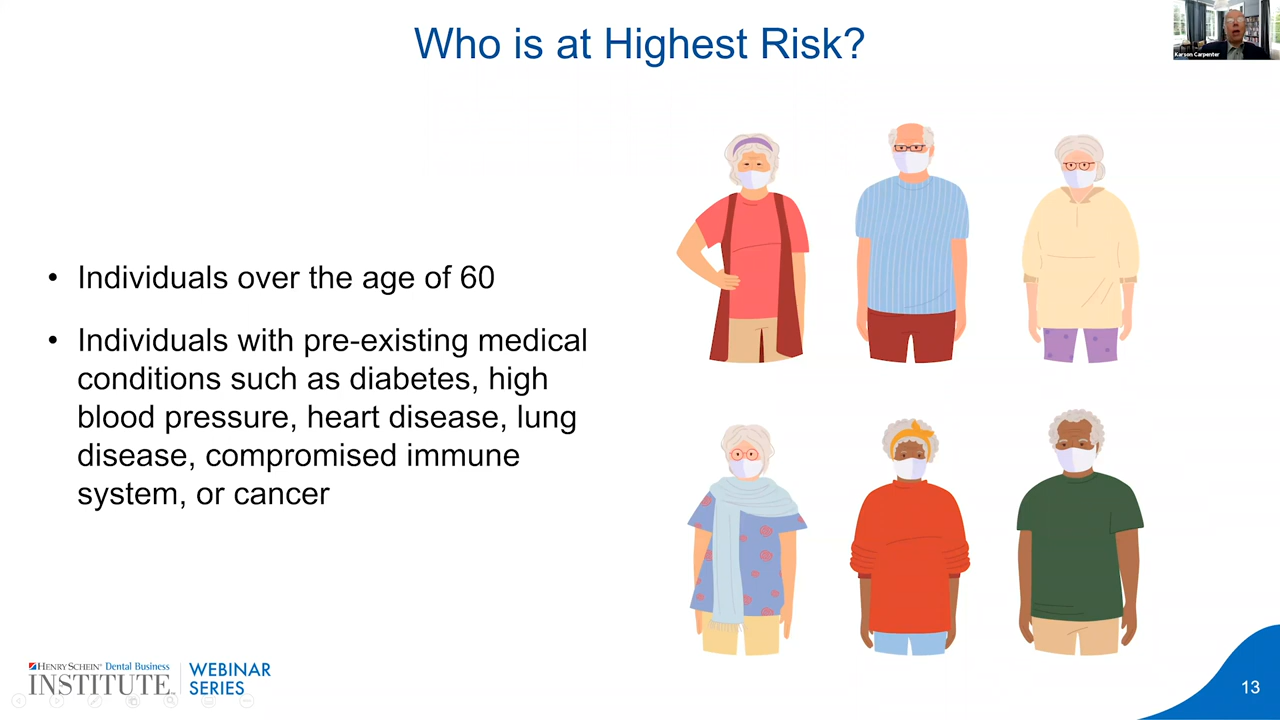 Who is at Highest Risk?
Karson Carpenter
• Individuals over the age of 60
• Individuals with pre-existing medical
conditions such as diabetes, high
blood pressure, heart disease, lung
disease, compromised immune
system, or cancer
HENRY SCHEIN® Dental Business
INSTITUTE™
WEBINAR
SERIES
13